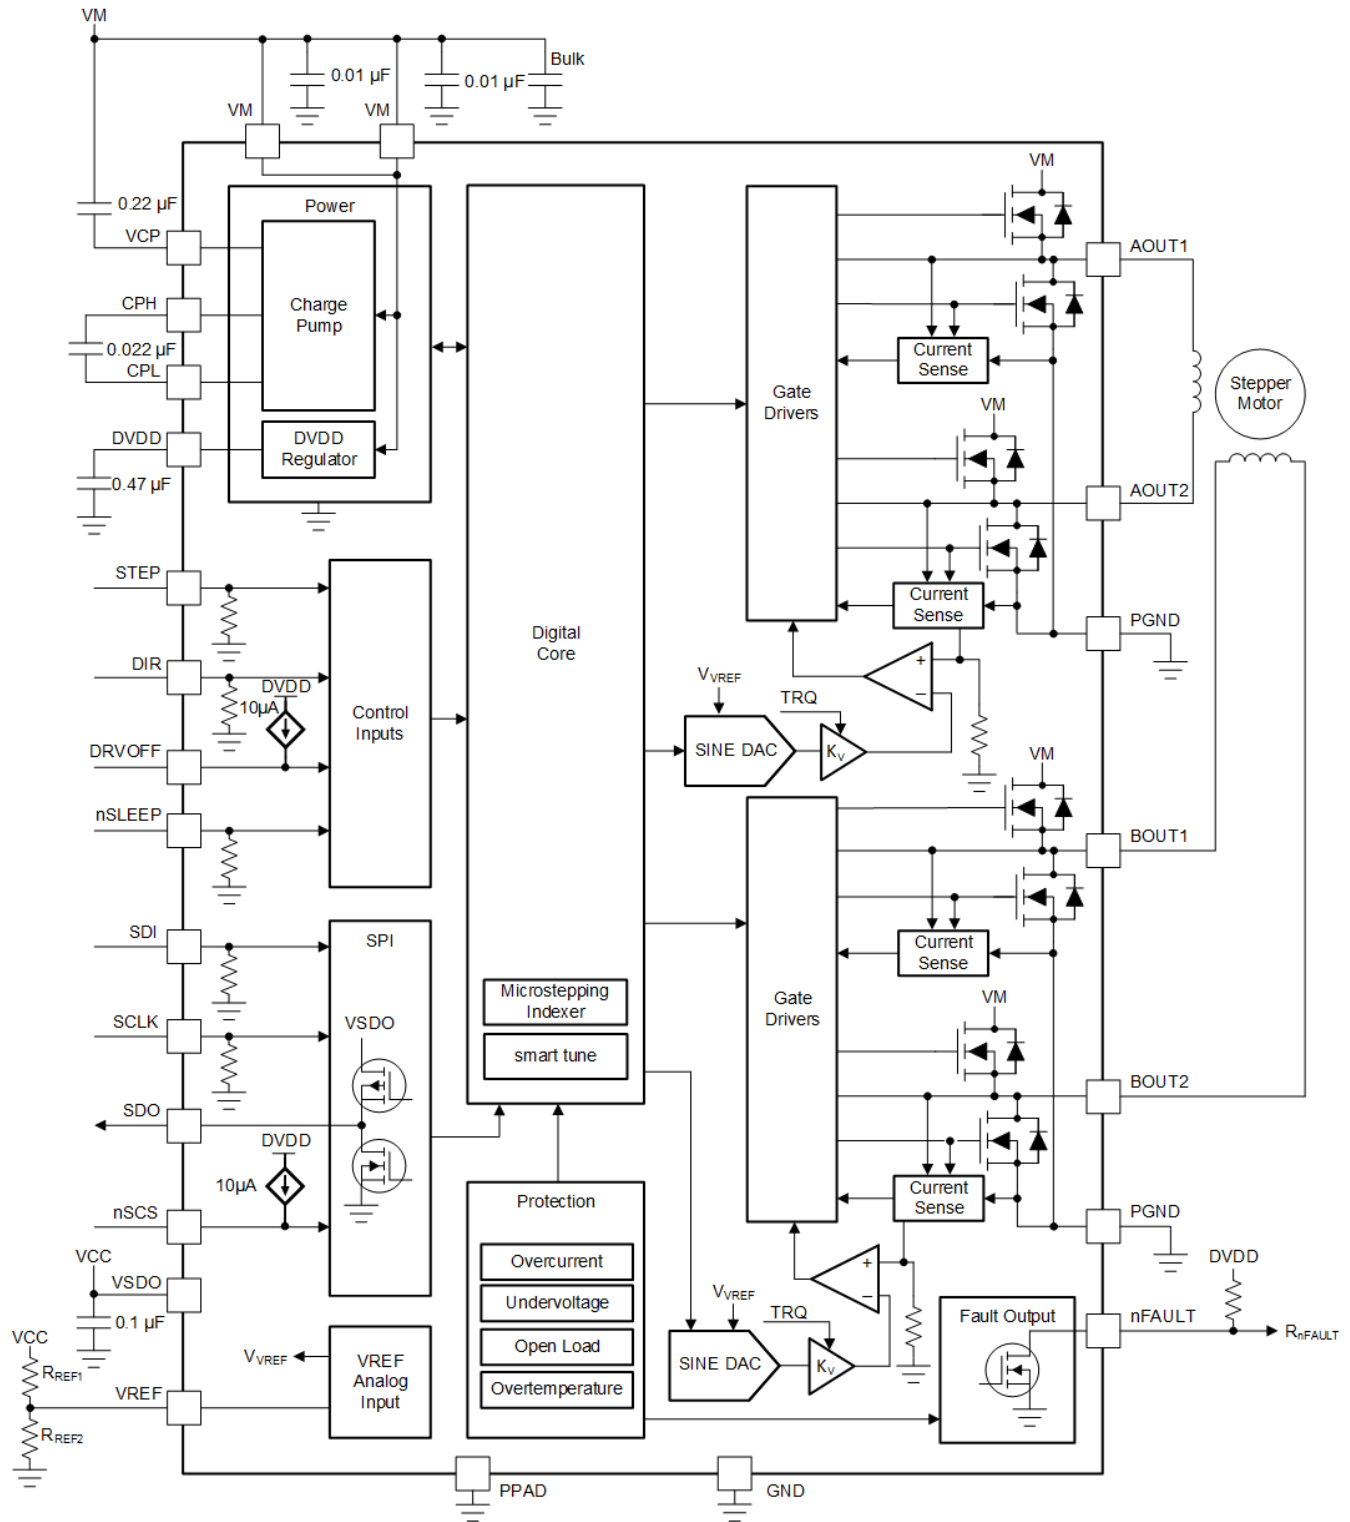 VM
Bulk
0.01 µF
0.01 µF
VM
VM
VM
Power
0.22 µF
VCP
AOUT1
CPH
Charge
Pump
0.022 µF
CPL
Current
Sense
Stepper
Motor
Gate
Drivers
VM
DVDD
DVDD
Regulator
0.47 µF
AOUT2
STEP
Current
Sense
PGND
Digital
Core
DIR
DVDD
10µA
VVREF
TRQ
+
−
Control
Inputs
DRVOFF
SINE DAC
KV
VM
nSLEEP
BOUT1
SDI
SPI
Current
Sense
Microstepping
Indexer
Gate
Drivers
VM
SCLK
VSDO
smart tune
BOUT2
SDO
DVDD
10µA
Protection
Current
Sense
nSCS
PGND
VCC
VSDO
Overcurrent
+
−
DVDD
0.1 µF
Undervoltage
VVREF
TRQ
Fault Output
nFAULT
RnFAULT
VCC
RREF1
VVREF
VREF
Analog
Input
Open Load
SINE DAC
KV
VREF
Overtemperature
RREF2
PPAD
GND